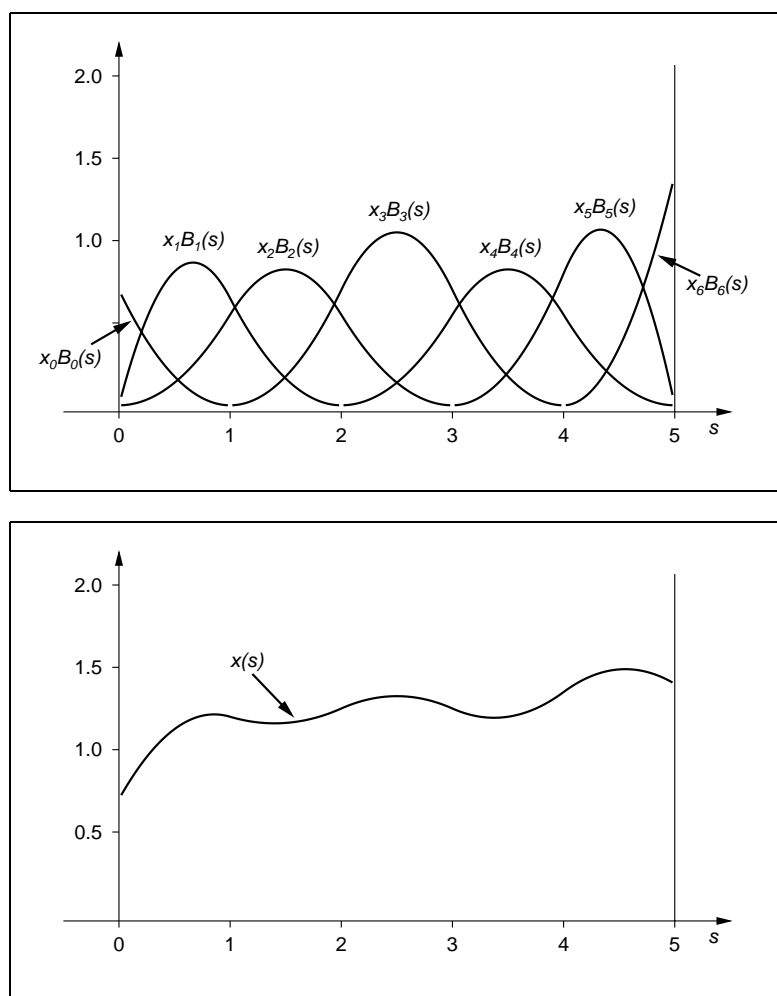 2.0
1.5
x₃B₃(s)
x₅B₅(s)
x₁B₁(s)
x₂B₂(s)
x₄B₄(s)
1.0
x₆B₆(s)
x₀B₀(s)
0 1 2 3 4 5 s
2.0
1.5
x(s)
1.0
0.5
0 1 2 3 4 5 s